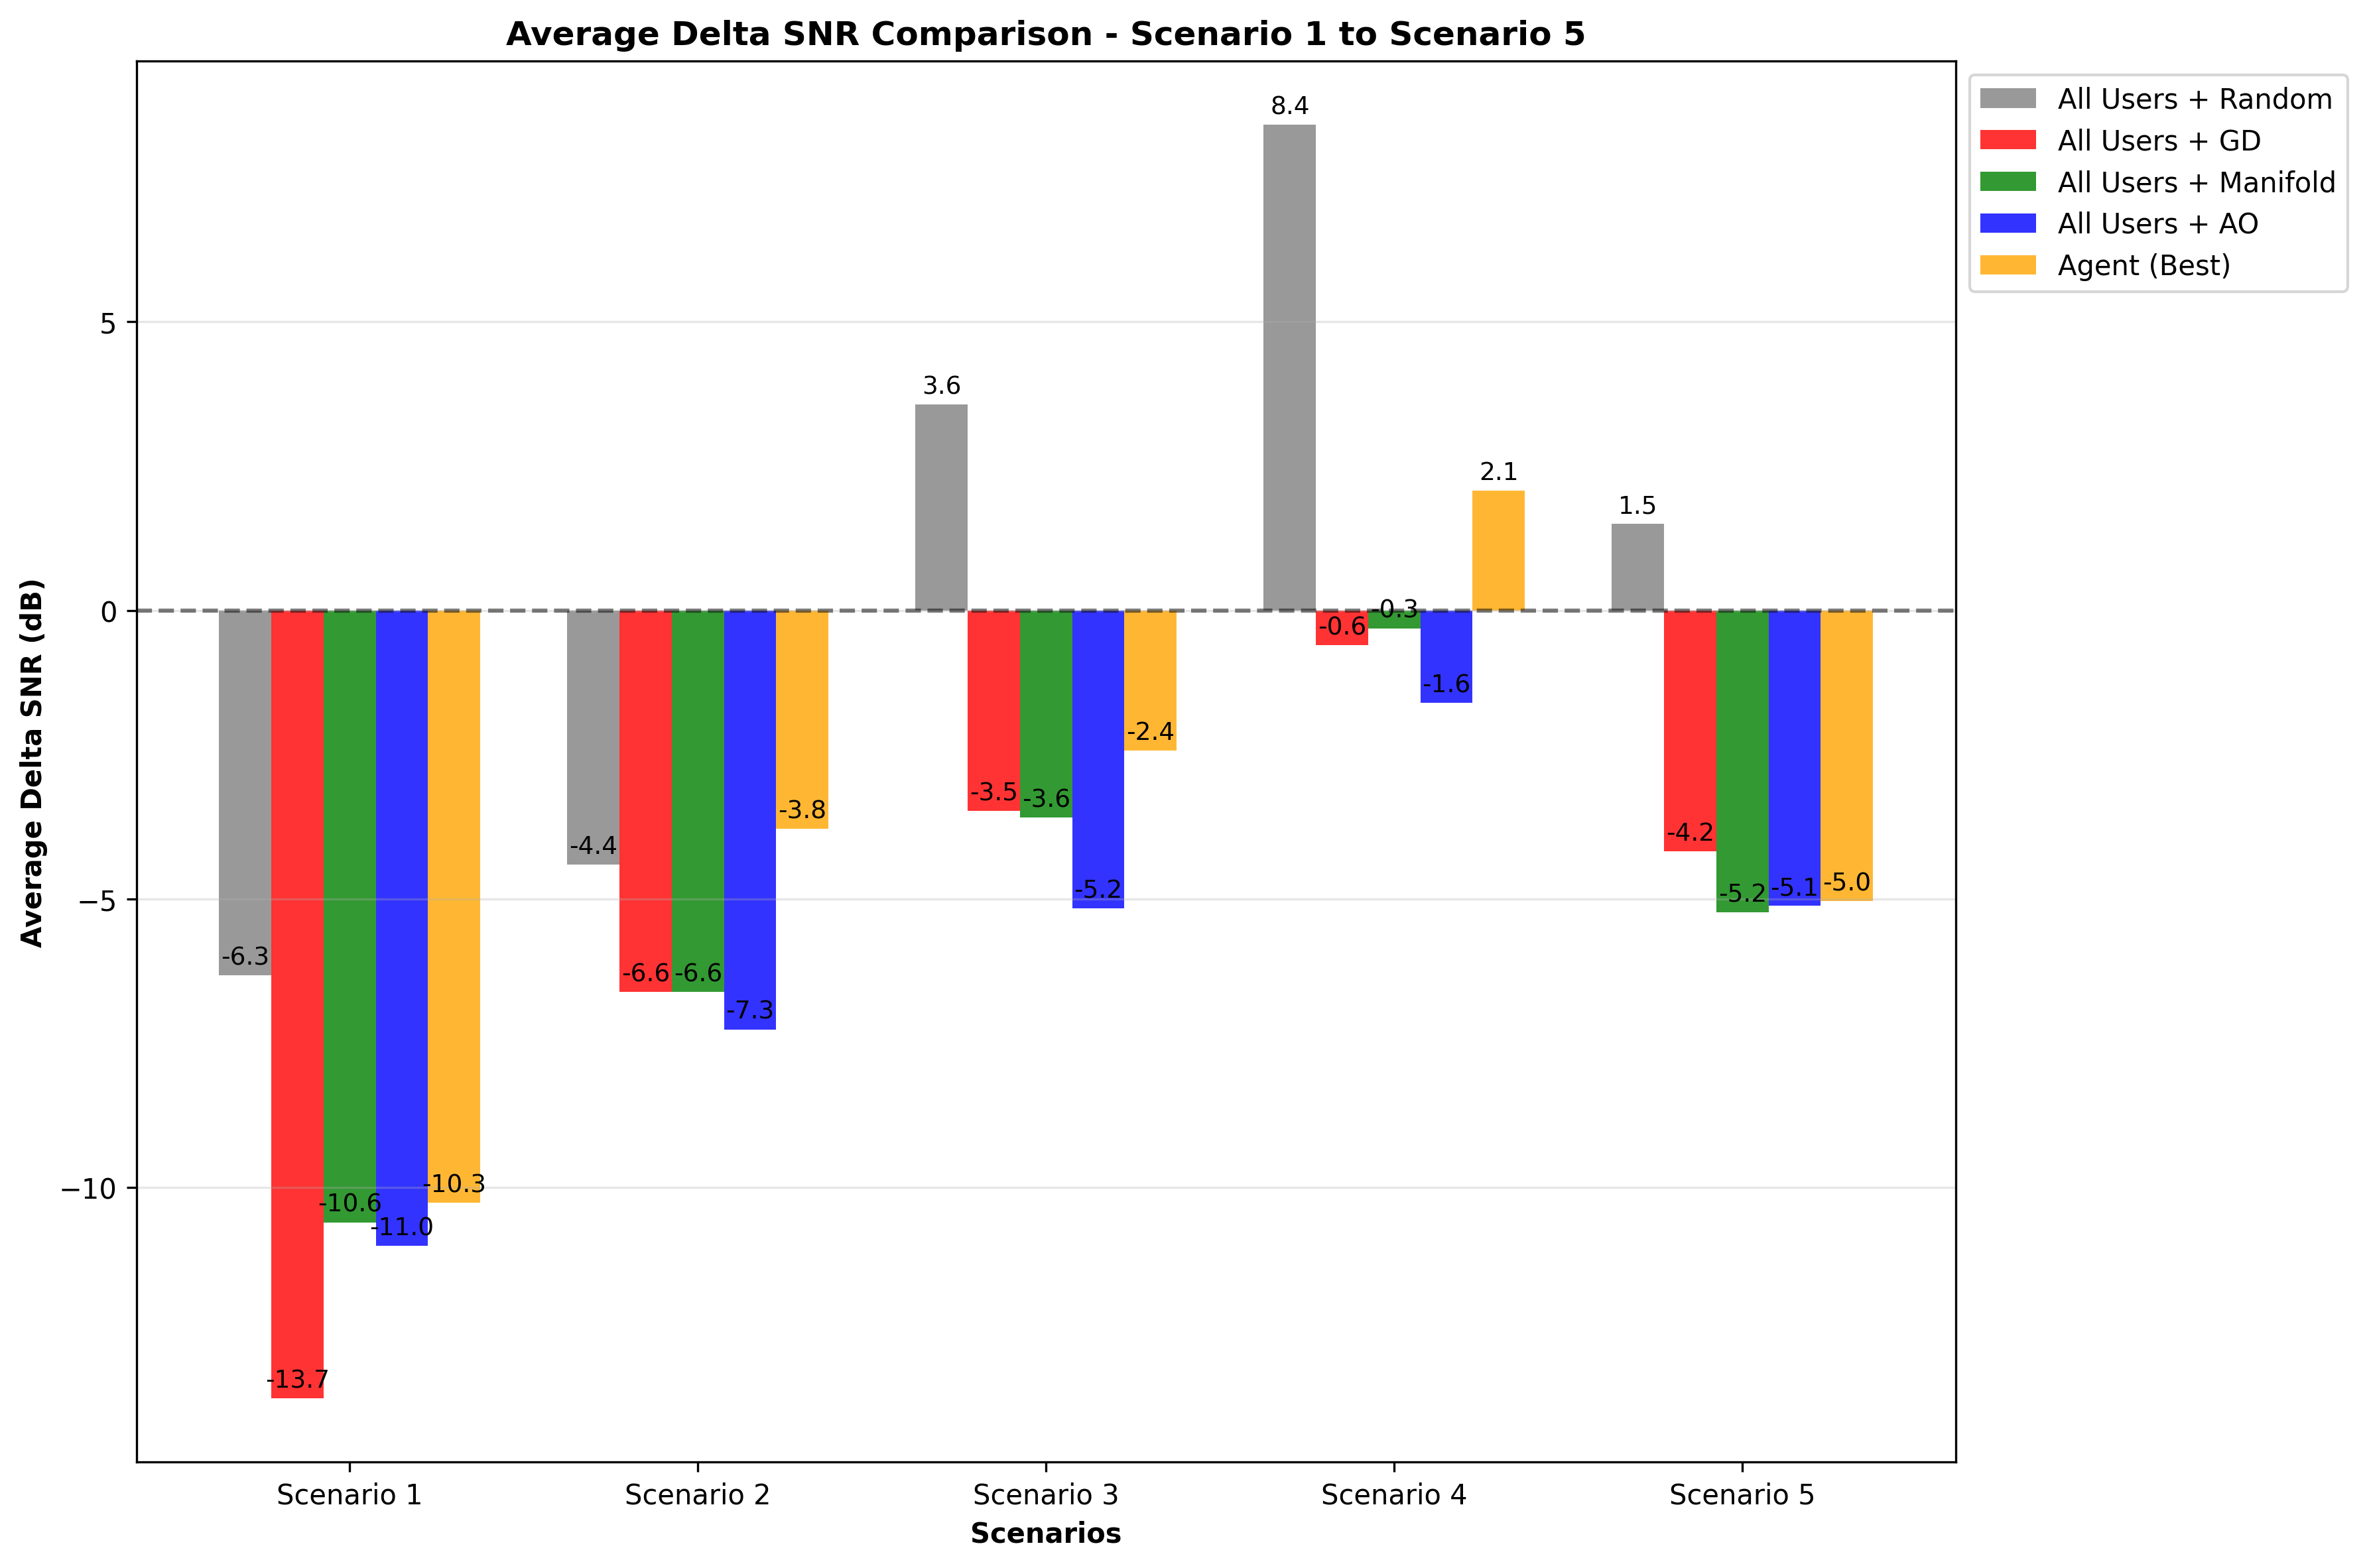 Average Delta SNR Comparison - Scenario 1 to Scenario 5
All Users + Random
All Users + GD
All Users + Manifold
All Users + AO
Agent (Best)
Average Delta SNR (dB)
5
0
−5
−10
-6.3
-13.7
-10.6
-11.0
-10.3
-4.4
-6.6
-6.6
-7.3
-3.8
3.6
-3.5
-3.6
-5.2
-2.4
8.4
-0.6
-0.3
-1.6
2.1
1.5
-4.2
-5.2
-5.1
-5.0
Scenario 1
Scenario 2
Scenario 3
Scenario 4
Scenario 5
Scenarios